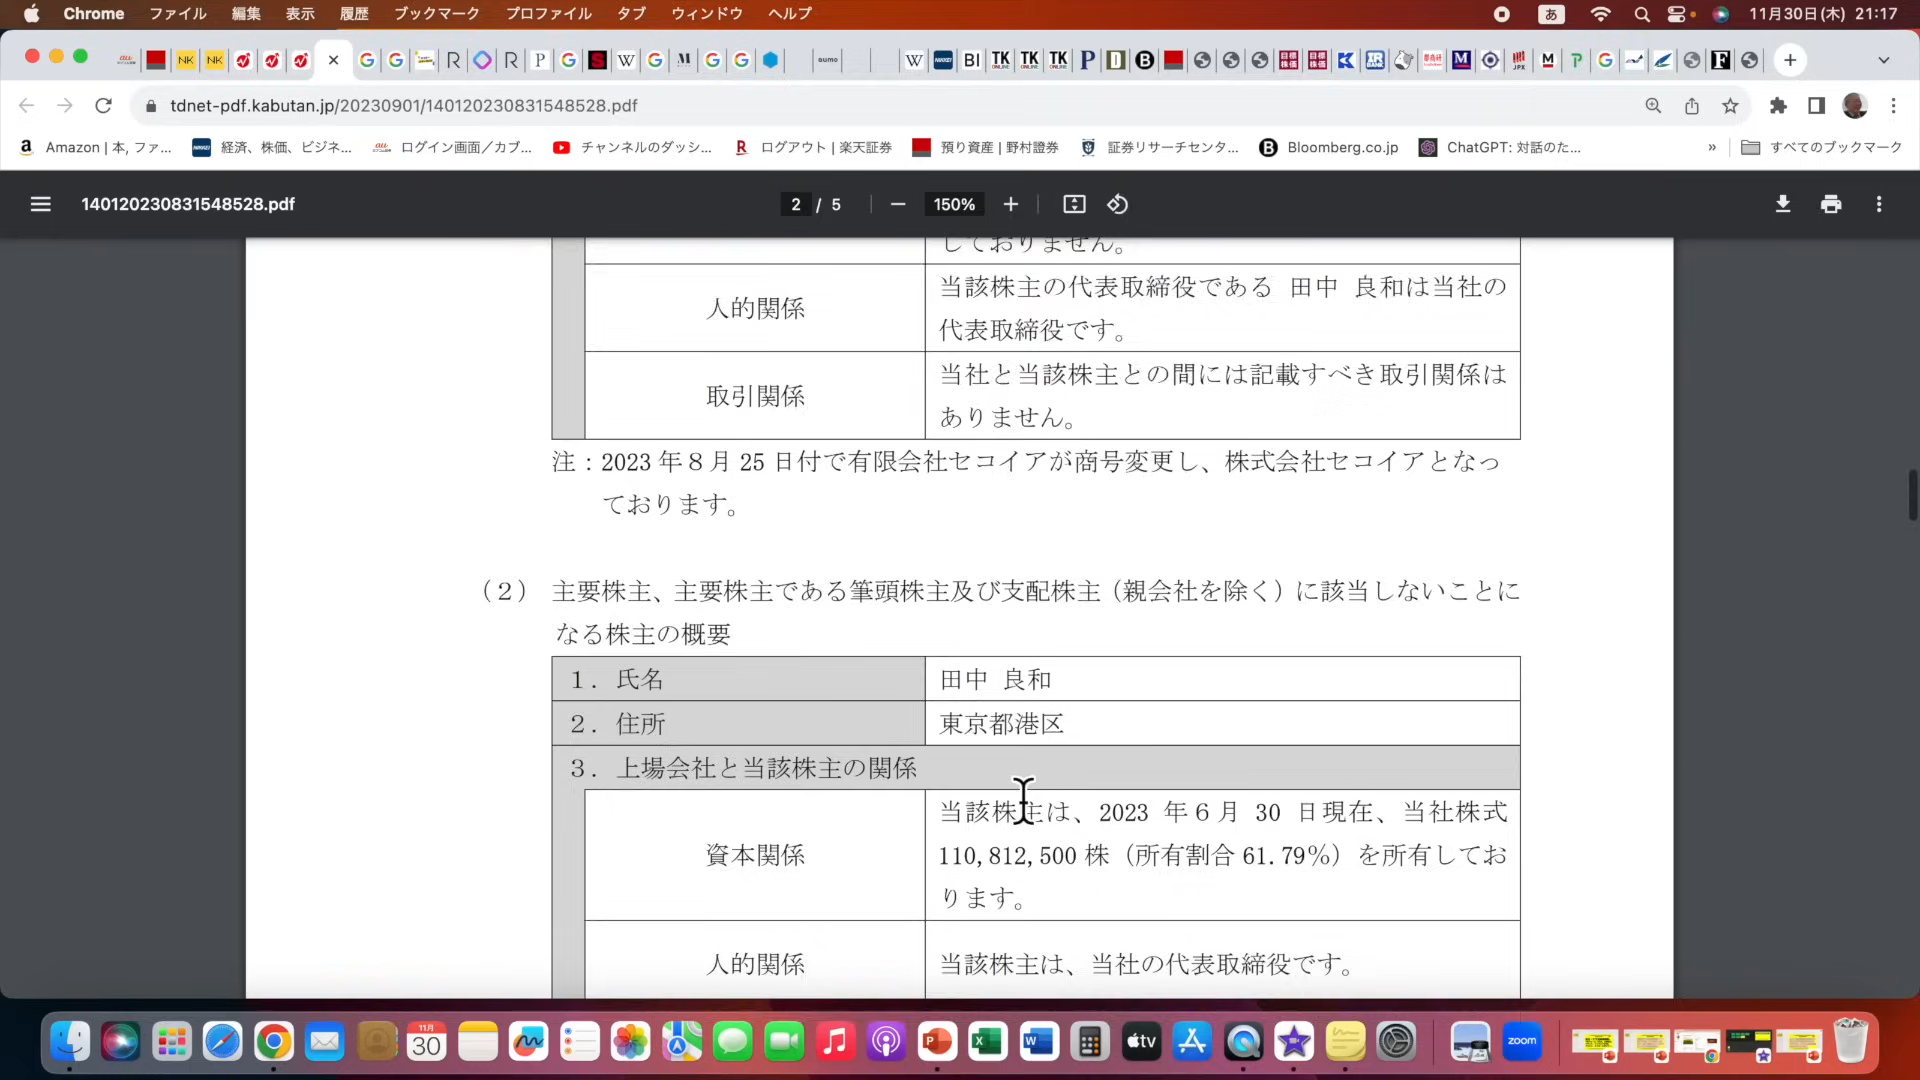 Chrome ファイル 編集 表示 履歴 ブックマーク プロファイル タブ ウィンドウ ヘルプ
あ 11月30日(木) 21:17
tdnet-pdf.kabutan.jp/20230901/140120230831548528.pdf
Amazon | 本, ファ... 経済、株価、ビジネ... ログイン画面／カブ... チャンネルのダッシ... ログアウト | 楽天証券 預り資産 | 野村證券 証券リサーチセンタ... Bloomberg.co.jp ChatGPT: 対話のた... » すべてのブックマーク
140120230831548528.pdf 2 / 5 150%
しておりません。
人的関係
当該株主の代表取締役である 田中 良和は当社の
代表取締役です。
取引関係
当社と当該株主との間には記載すべき取引関係は
ありません。
注：2023 年８月 25 日付で有限会社セコイアが商号変更し、株式会社セコイアとなっ
ております。
（２） 主要株主、主要株主である筆頭株主及び支配株主（親会社を除く）に該当しないことに
なる株主の概要
１．氏名 田中 良和
２．住所 東京都港区
３．上場会社と当該株主の関係
資本関係
当該株主は、2023 年６月 30 日現在、当社株式
110,812,500 株（所有割合 61.79％）を所有してお
ります。
人的関係 当該株主は、当社の代表取締役です。
11月
30
tv
zoom